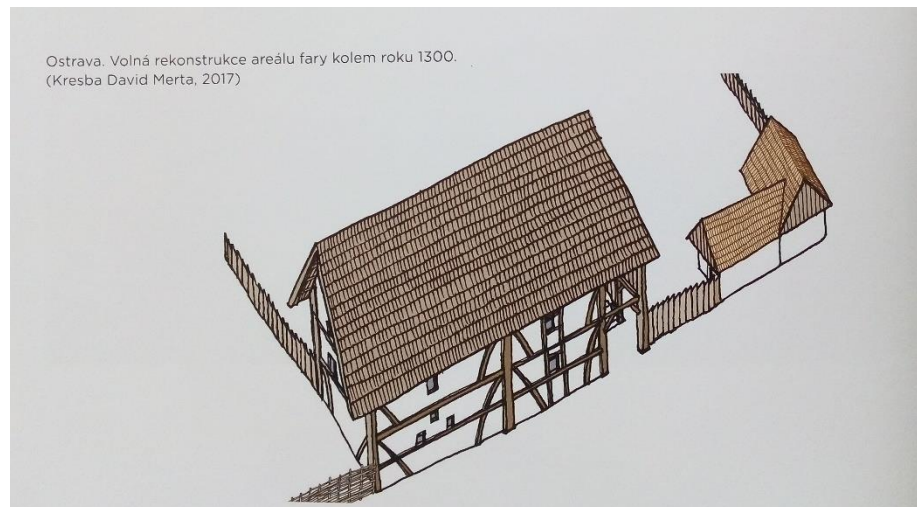 Ostrava. Volná rekonstrukce areálu fary kolem roku 1300.
(Kresba David Merta, 2017)